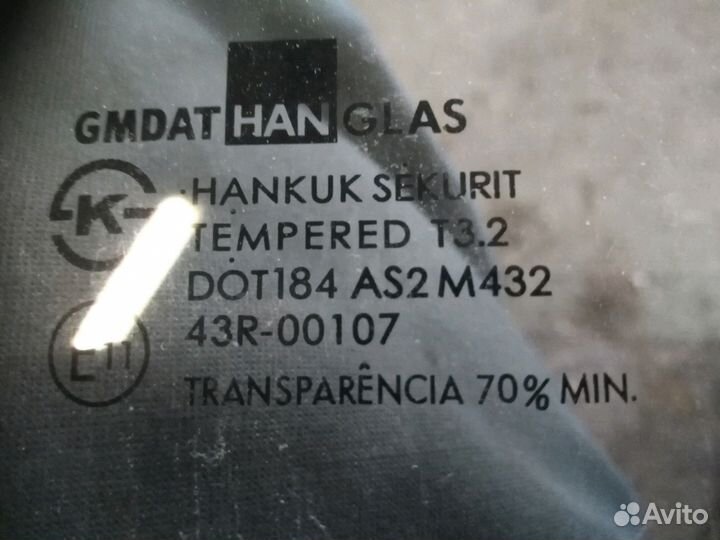 GMDAT HAN GLAS
K
HANKUK SEKURIT
TEMPERED T3.2
DOT184 AS2 M432
43R-00107
E11
TRANSPARÊNCIA 70% MIN.
Avito